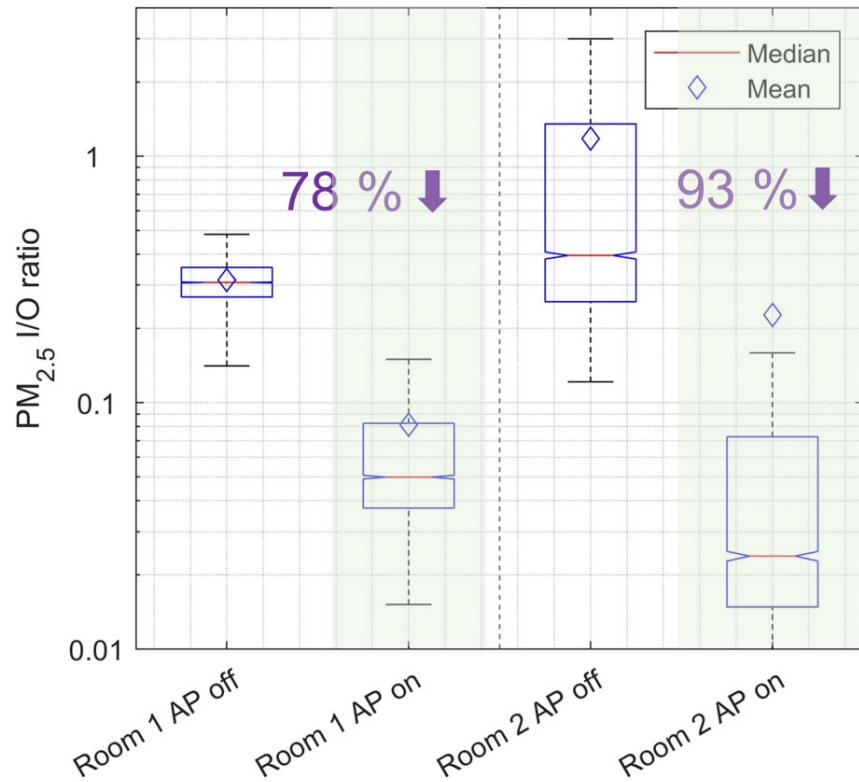 Median
Mean
1
78 %
93 %
0.1
0.01
PM2.5 I/O ratio
Room 1 AP off
Room 1 AP on
Room 2 AP off
Room 2 AP on